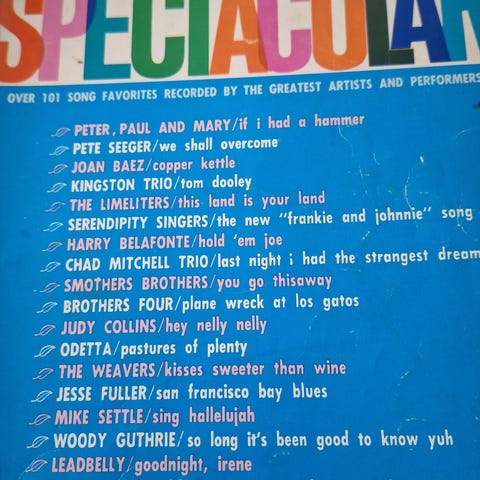 SPECTACULAR
OVER 101 SONG FAVORITES RECORDED BY THE GREATEST ARTISTS AND PERFORMERS
PETER, PAUL AND MARY/if i had a hammer
PETE SEEGER/we shall overcome
JOAN BAEZ/copper kettle
KINGSTON TRIO/tom dooley
THE LIMELITERS/this land is your land
SERENDIPITY SINGERS/the new "frankie and johnnie" song
HARRY BELAFONTE/hold 'em joe
CHAD MITCHELL TRIO/last night i had the strangest dream
SMOTHERS BROTHERS/you go thisaway
BROTHERS FOUR/plane wreck at los gatos
JUDY COLLINS/hey nelly nelly
ODETTA/pastures of plenty
THE WEAVERS/kisses sweeter than wine
JESSE FULLER/san francisco bay blues
MIKE SETTLE/sing hallelujah
WOODY GUTHRIE/so long it's been good to know yuh
LEADBELLY/goodnight, irene